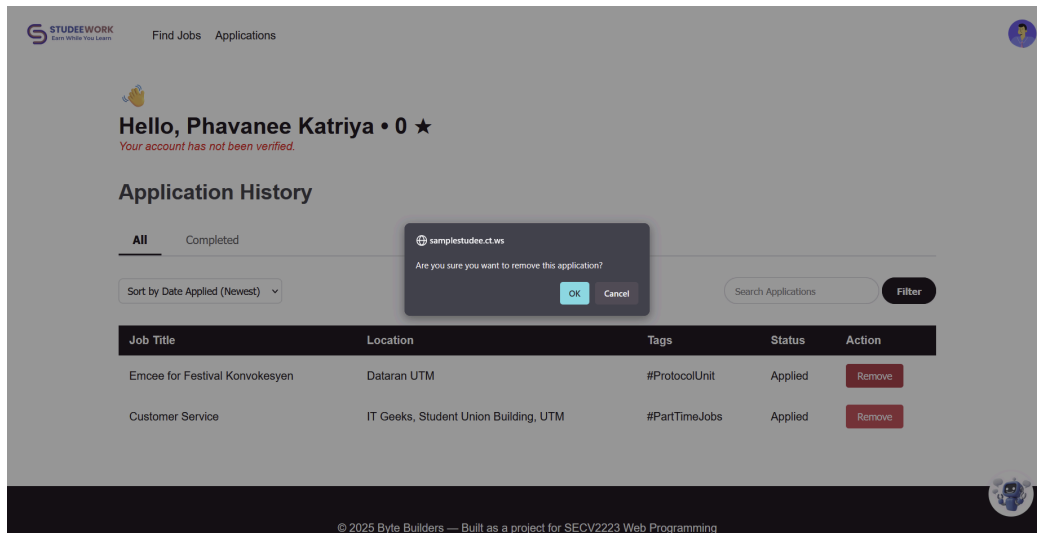 STUDEEWORK
Earn While You Learn
Find Jobs Applications
Hello, Phavanee Katriya • 0 ★
Your account has not been verified.
Application History
All Completed
samplestudee.ct.ws
Are you sure you want to remove this application?
OK Cancel
Sort by Date Applied (Newest) Search Applications Filter
Job Title Location Tags Status Action
Emcee for Festival Konvokesyen Dataran UTM #ProtocolUnit Applied Remove
Customer Service IT Geeks, Student Union Building, UTM #PartTimeJobs Applied Remove
© 2025 Byte Builders — Built as a project for SECV2223 Web Programming